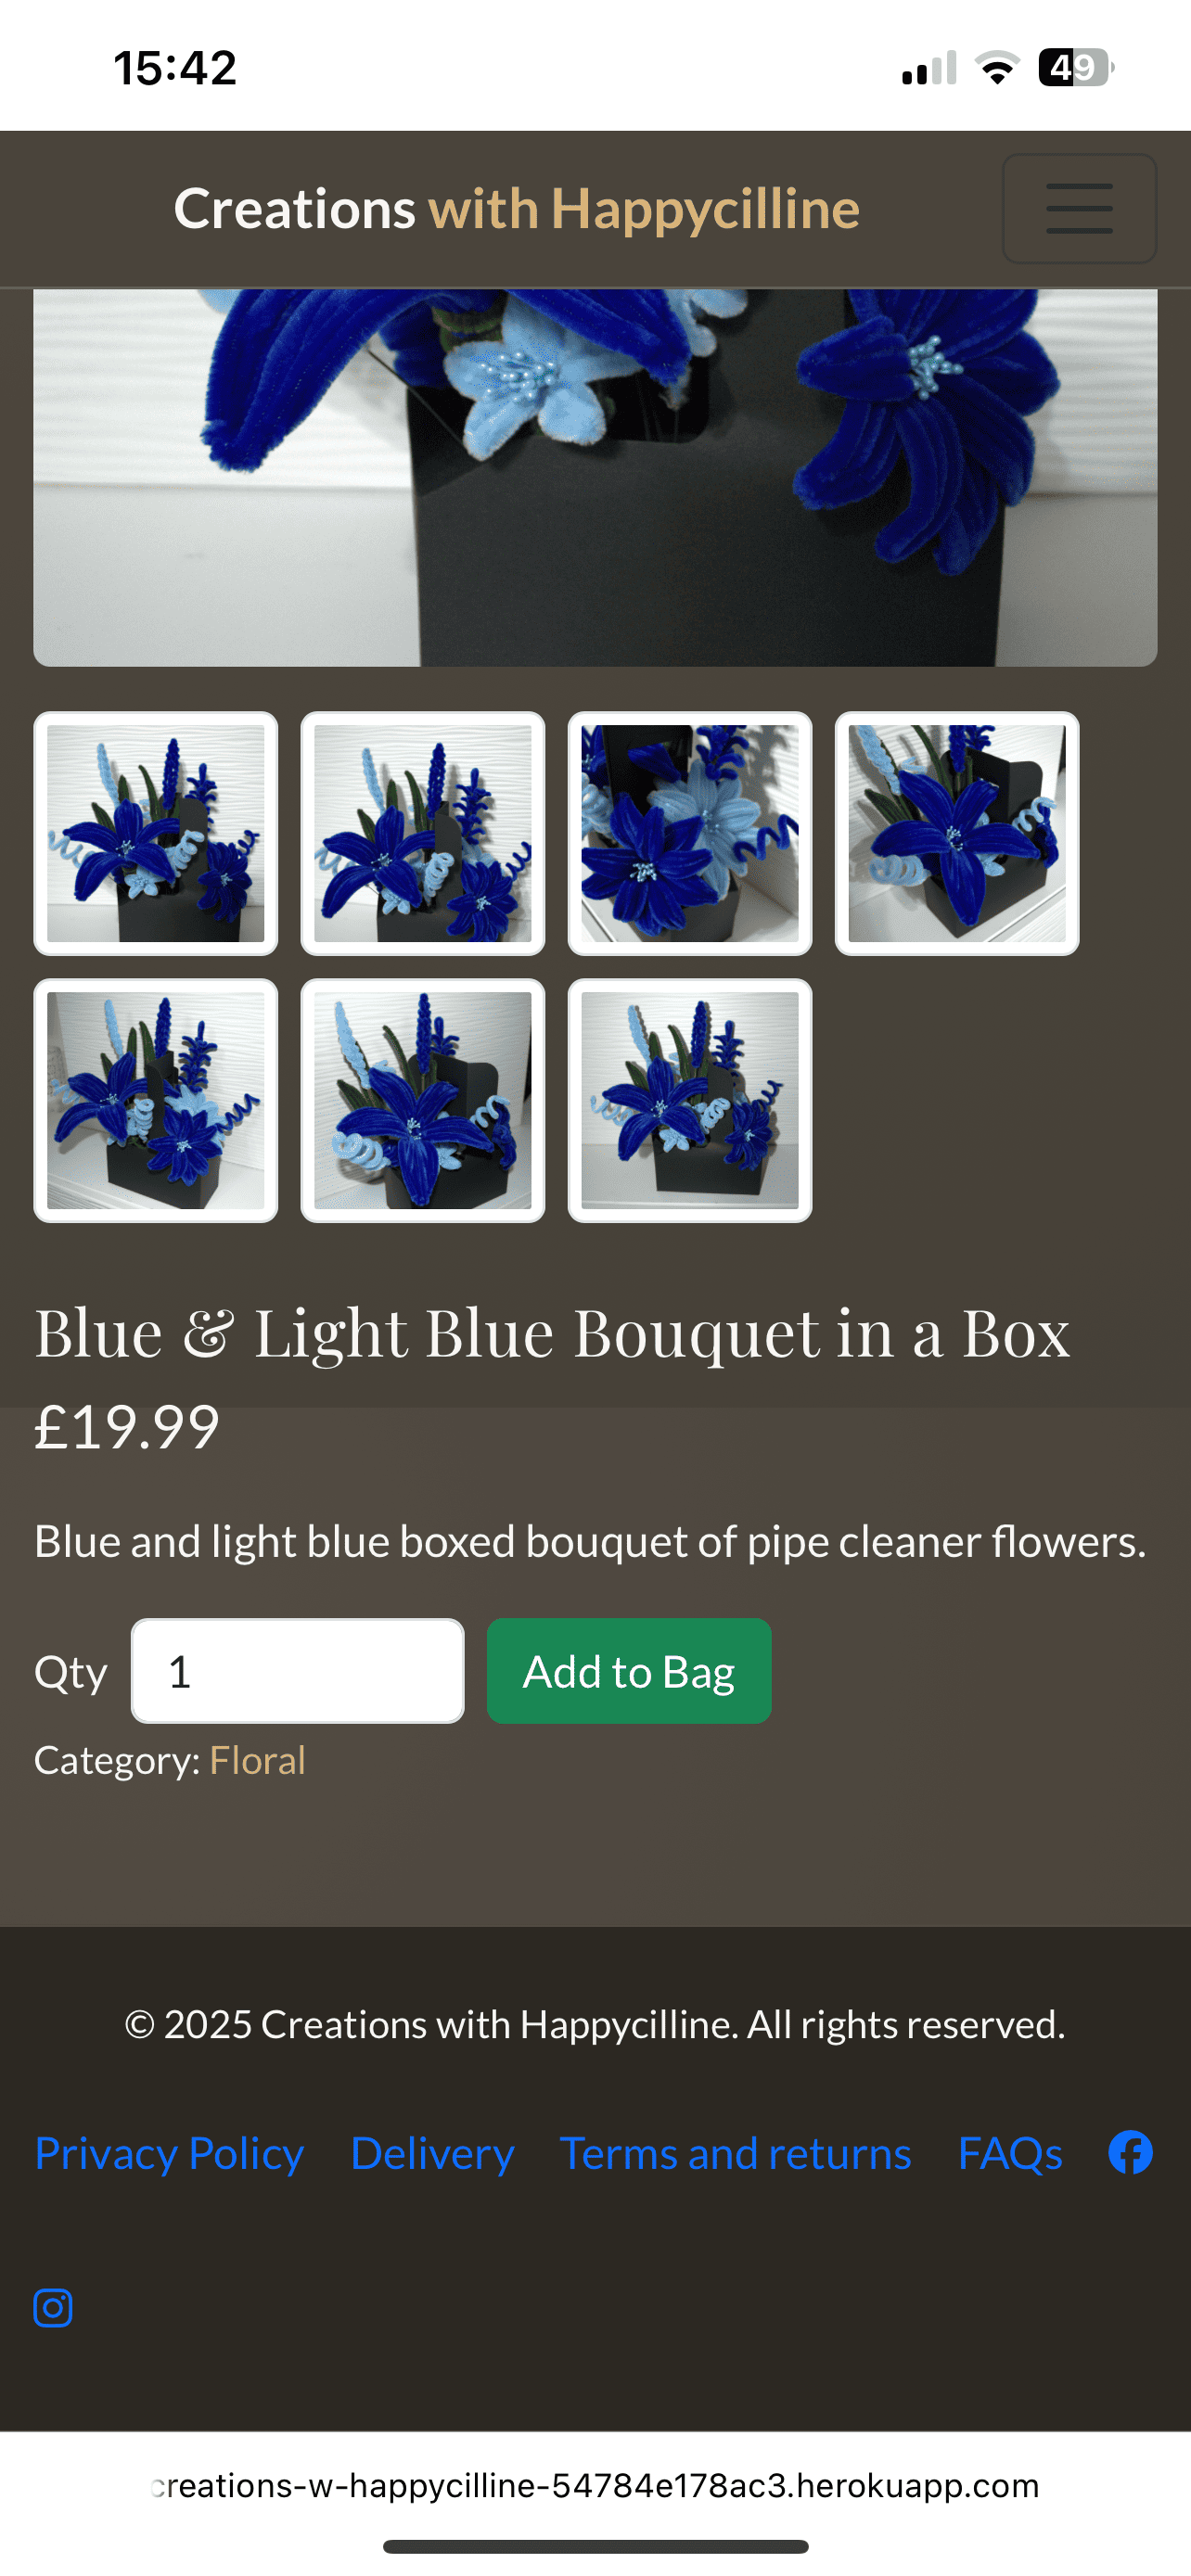 15:42
49
Creations with Happycilline
Blue & Light Blue Bouquet in a Box
£19.99
Blue and light blue boxed bouquet of pipe cleaner flowers.
Qty 1 Add to Bag
Category: Floral
© 2025 Creations with Happycilline. All rights reserved.
Privacy Policy Delivery Terms and returns FAQs
creations-w-happycilline-54784e178ac3.herokuapp.com